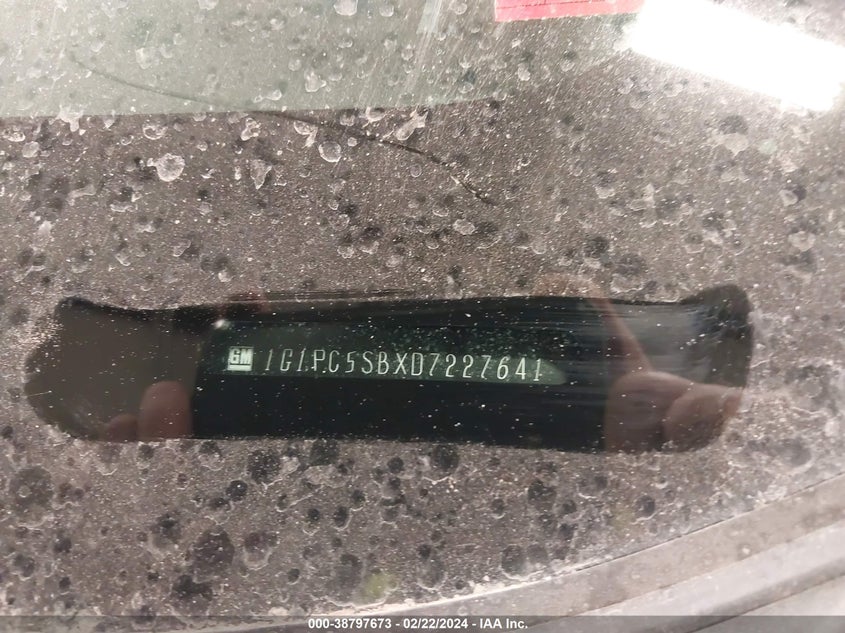 GM 1G1PC5SBXD7227641
000-38797673 - 02/22/2024 - IAA Inc.